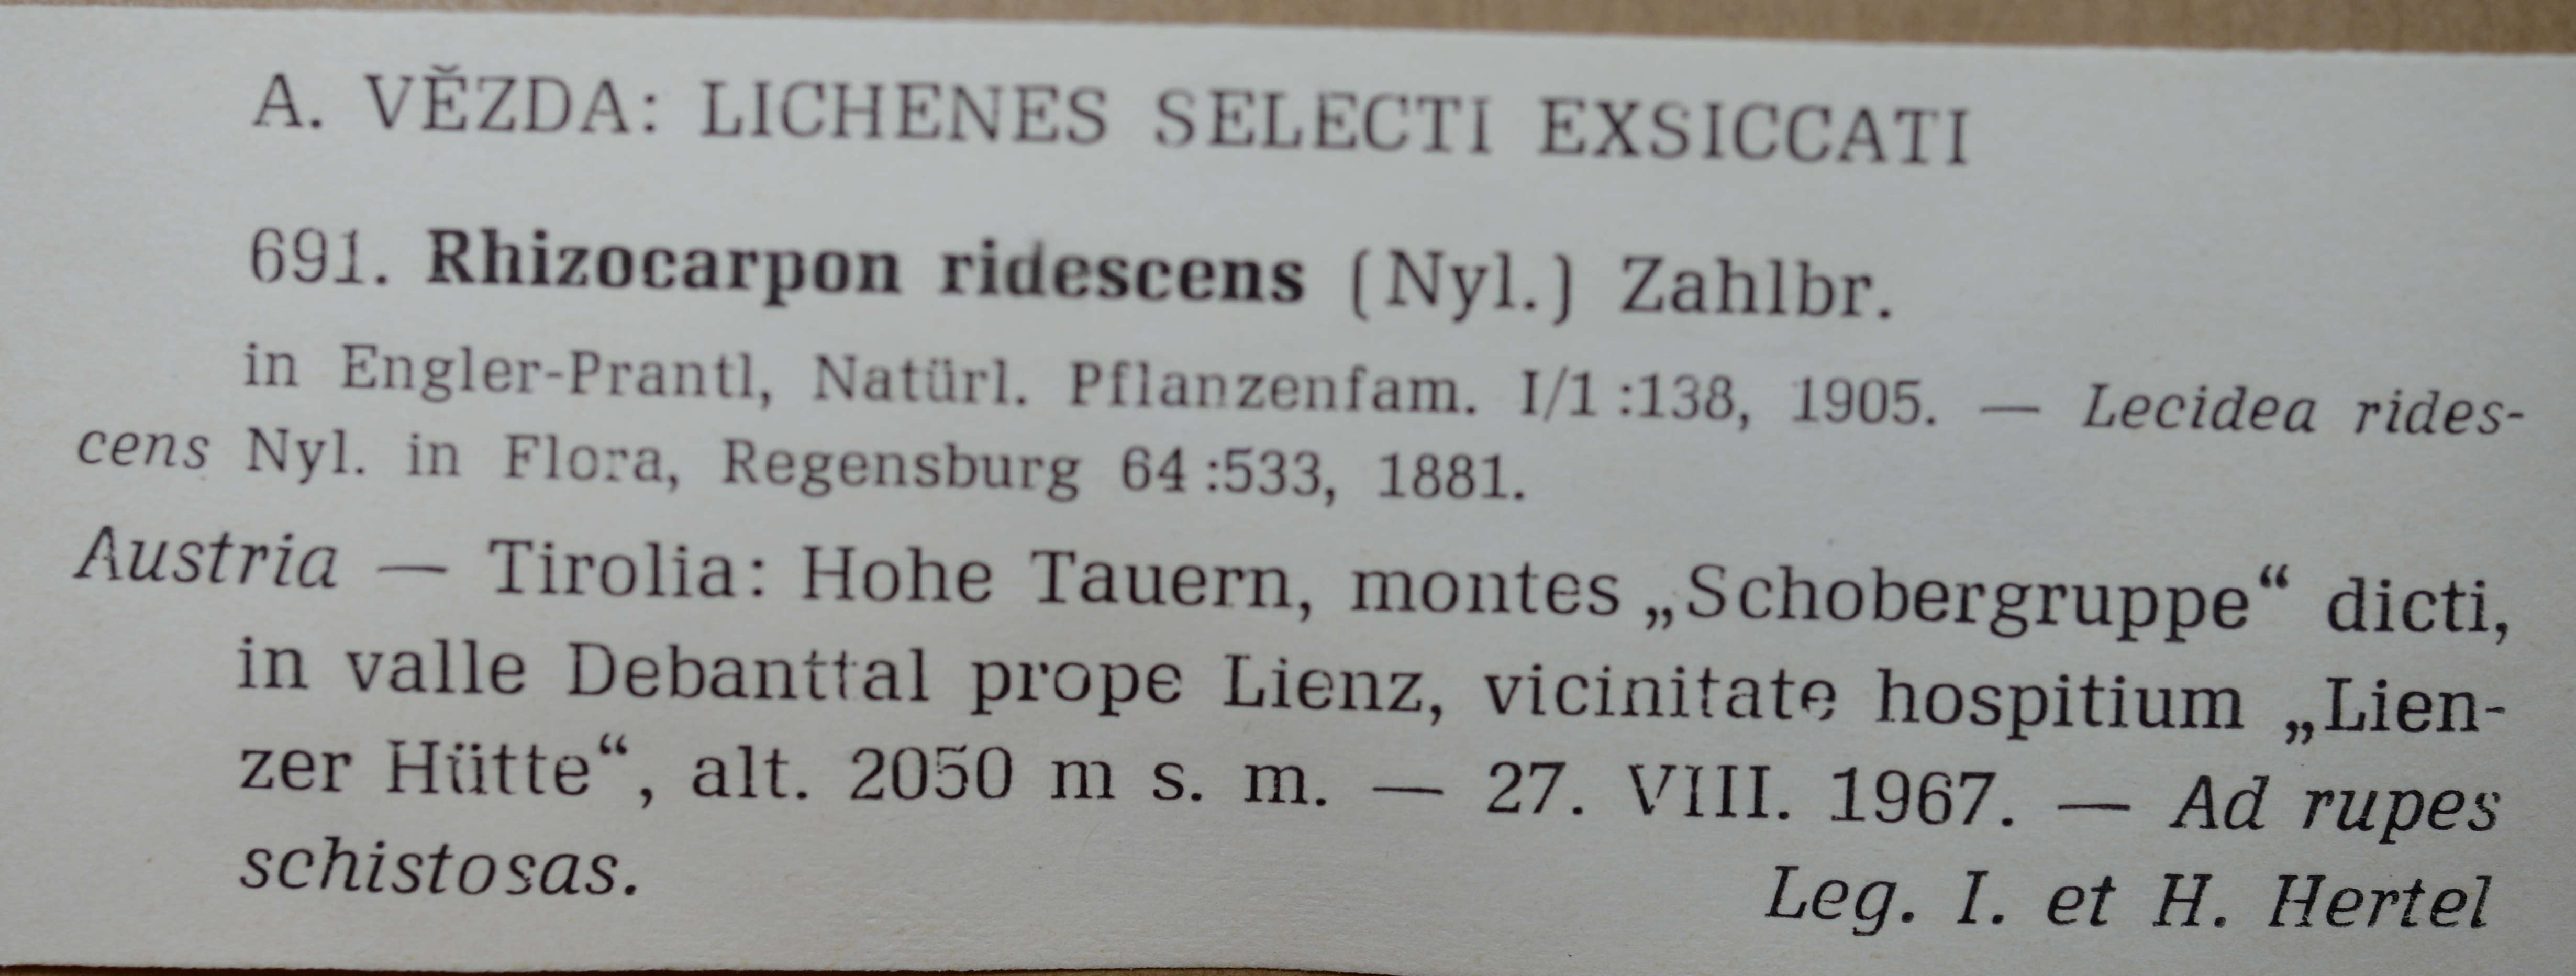 A. VĚZDA: LICHENES SELECTI EXSICCATI
691. Rhizocarpon ridescens (Nyl.) Zahlbr.
in Engler-Prantl, Natürl. Pflanzenfam. I/1 :138, 1905. — Lecidea rides-
cens Nyl. in Flora, Regensburg 64 :533, 1881.
Austria — Tirolia: Hohe Tauern, montes „Schobergruppe“ dicti,
in valle Debanttal prope Lienz, vicinitate hospitium „Lien-
zer Hütte“, alt. 2050 m s. m. — 27. VIII. 1967. — Ad rupes
schistosas. Leg. I. et H. Hertel